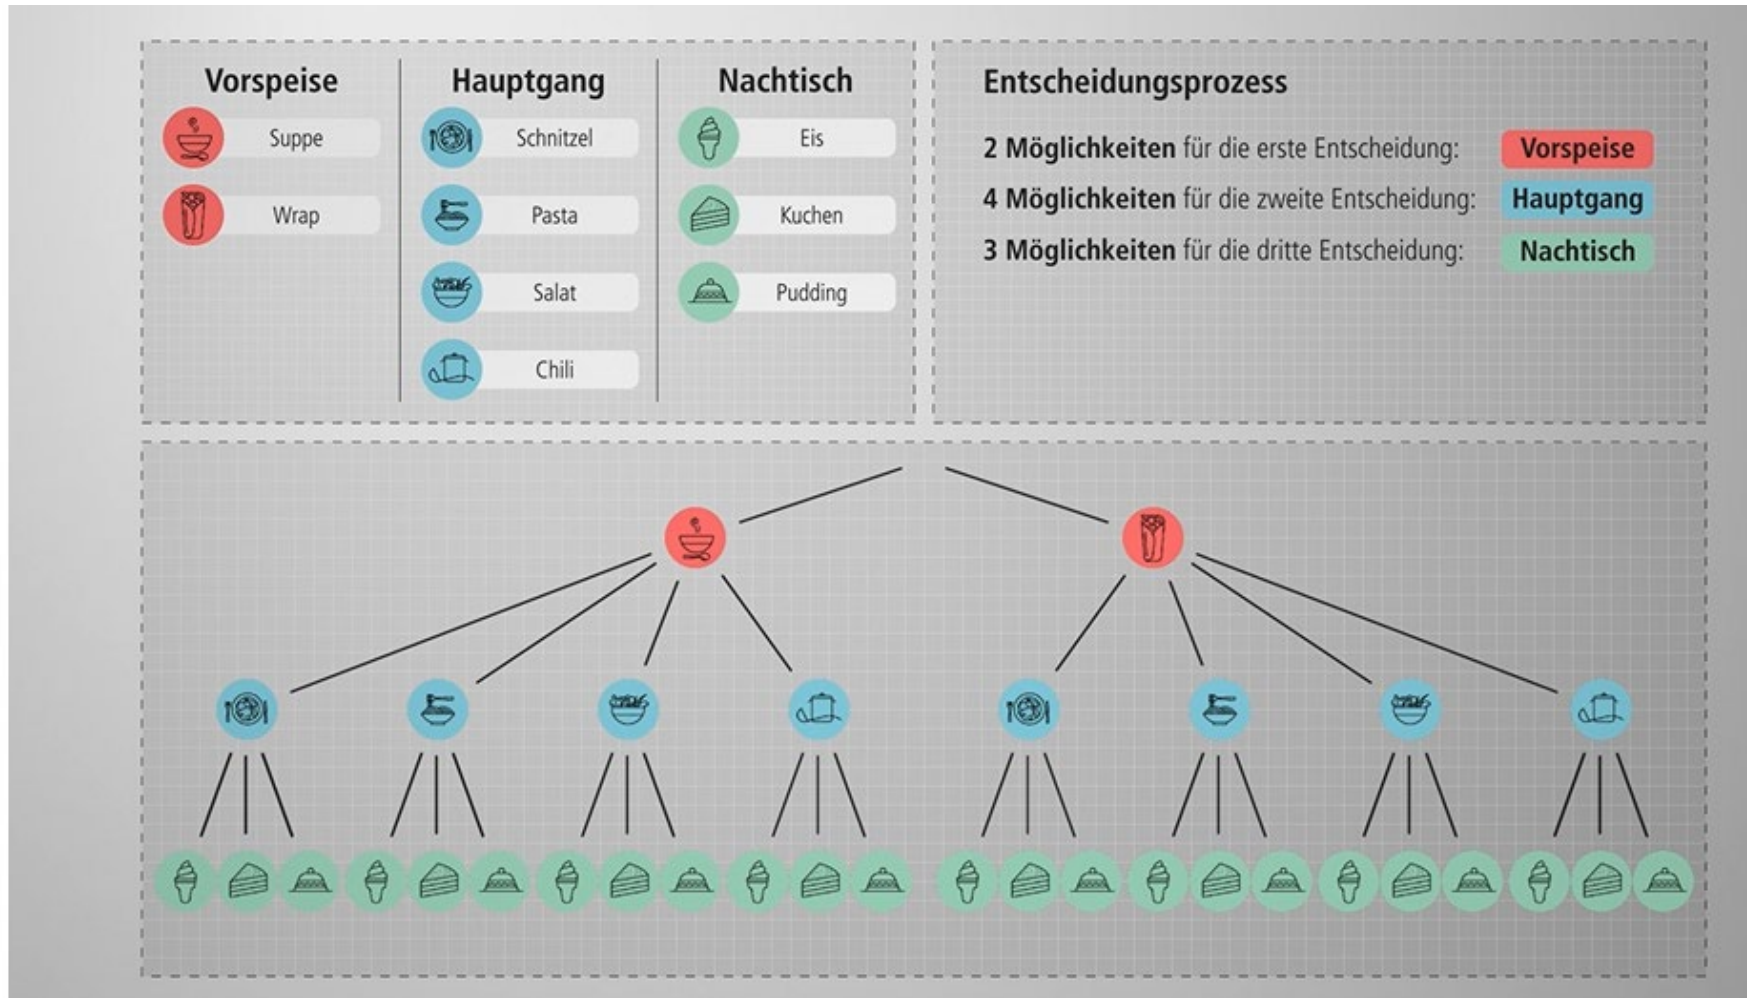 Vorspeise
Suppe
Wrap
Hauptgang
Schnitzel
Pasta
Salat
Chili
Nachtisch
Eis
Kuchen
Pudding
Entscheidungsprozess
2 Möglichkeiten für die erste Entscheidung: Vorspeise
4 Möglichkeiten für die zweite Entscheidung: Hauptgang
3 Möglichkeiten für die dritte Entscheidung: Nachtisch